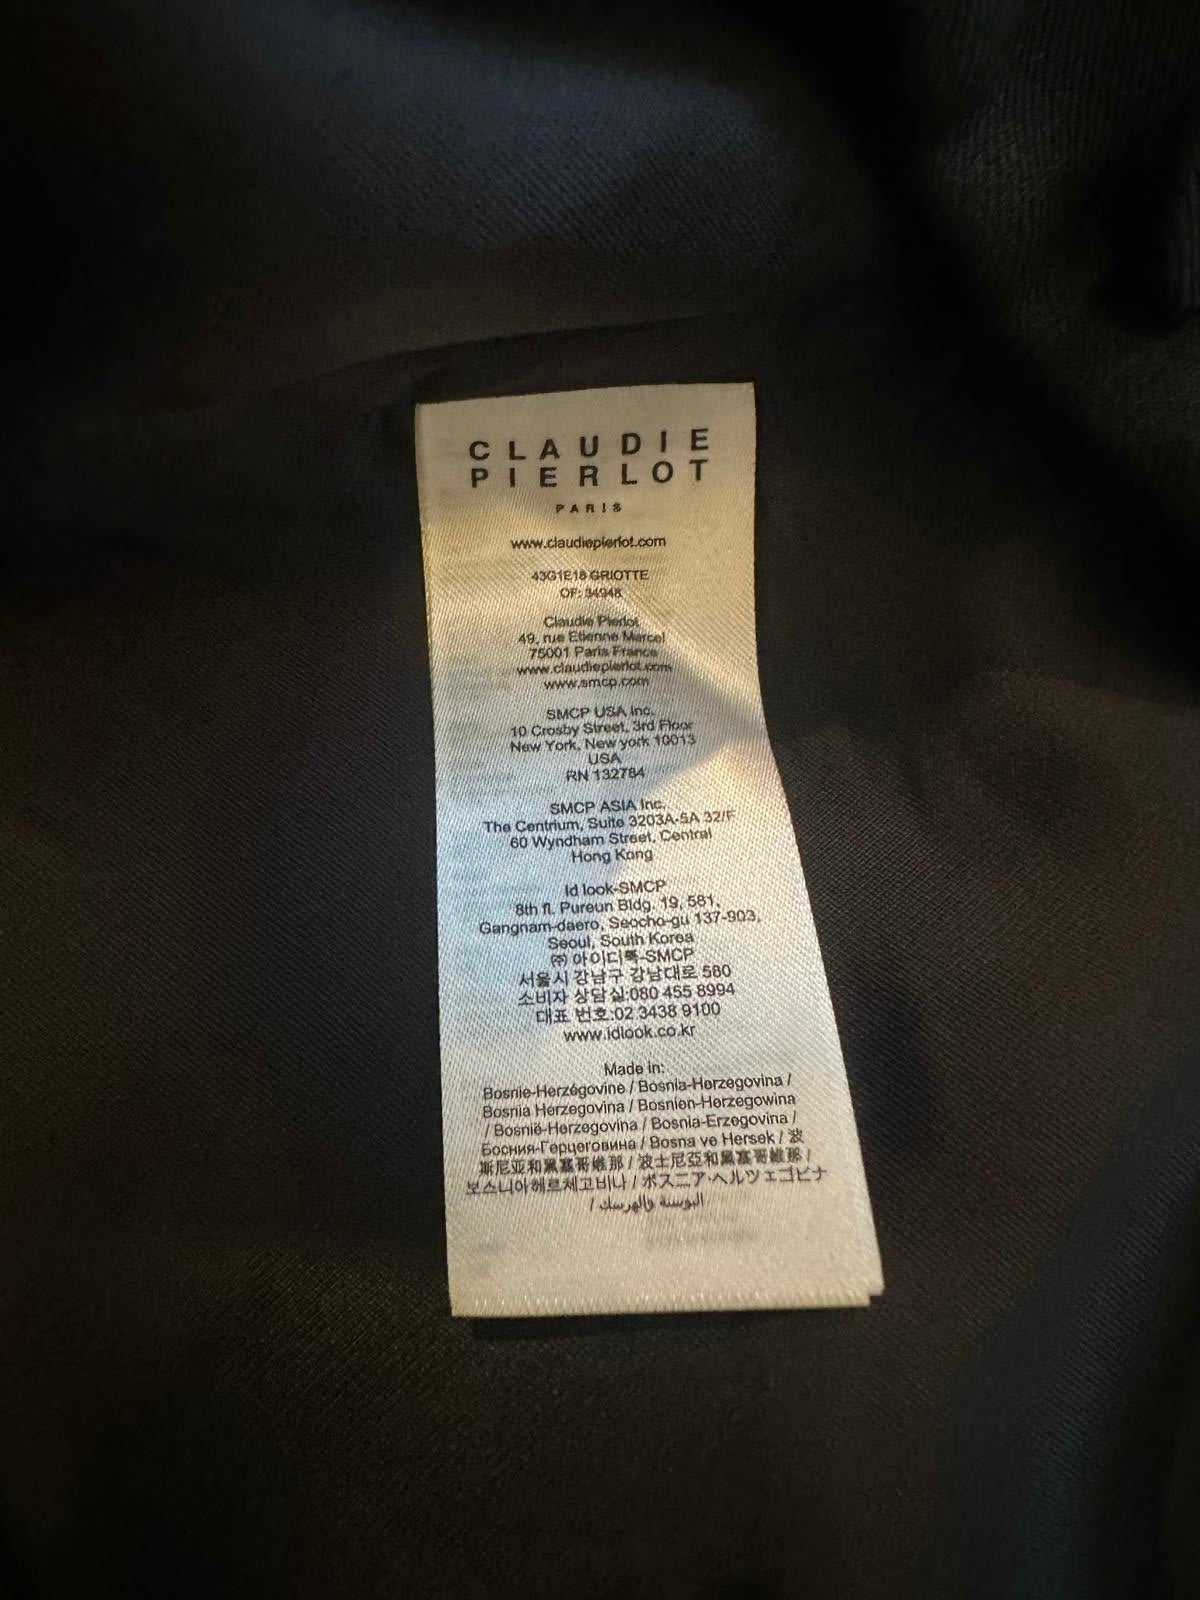 CLAUDIE
PIERLOT
PARIS
www.claudiepierlot.com
43G1E18 GRIOTTE
OF: 34948
Claudie Pierlot
49, rue Etienne Marcel
75001 Paris France
www.claudiepierlot.com
www.smcp.com
SMCP USA Inc.
10 Crosby Street, 3rd Floor
New York, New york 10013
USA
RN 132784
SMCP ASIA Inc.
The Centrium, Suite 3203A-5A 32/F
60 Wyndham Street, Central
Hong Kong
Id look-SMCP
8th fl. Pureun Bldg. 19, 581,
Gangnam-daero, Seocho-gu 137-903,
Seoul, South Korea
㈜ 아이디룩-SMCP
서울시 강남구 강남대로 580
소비자 상담실:080 455 8994
대표 번호:02 3438 9100
www.idlook.co.kr
Made in:
Bosnie-Herzégovine / Bosnia-Herzegovina /
Bosnia Herzegovina / Bosnien-Herzegowina
/ Bosnië-Herzegovina / Bosnia-Erzegovina /
Босния-Герцеговина / Bosna ve Hersek / 波
斯尼亚和黑塞哥维那 / 波士尼亞和黑塞哥維那 /
보스니아헤르체고비나 / ボスニア·ヘルツェゴビナ
/ البوسنة والهرسك